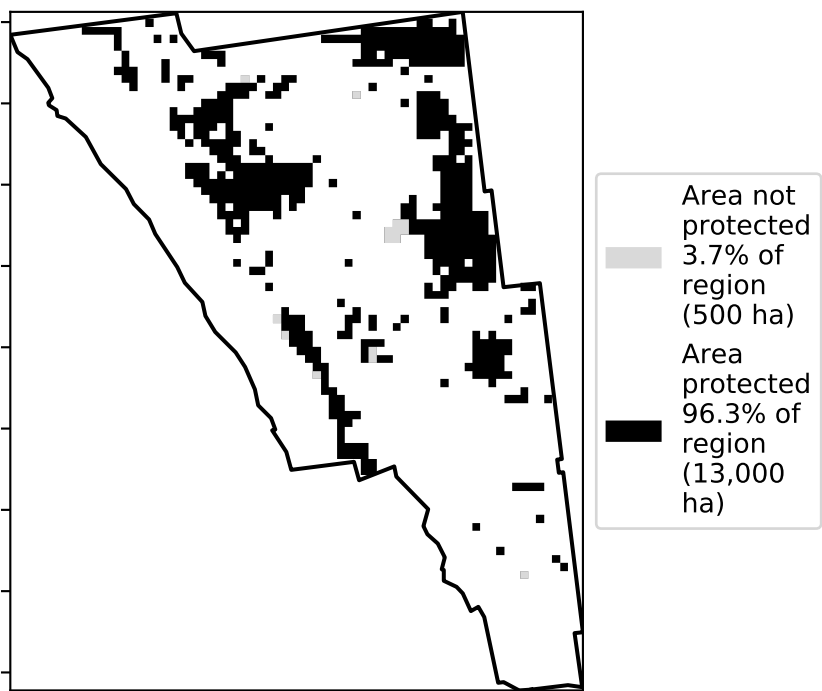 Area not
protected
3.7% of
region
(500 ha)
Area
protected
96.3% of
region
(13,000
ha)